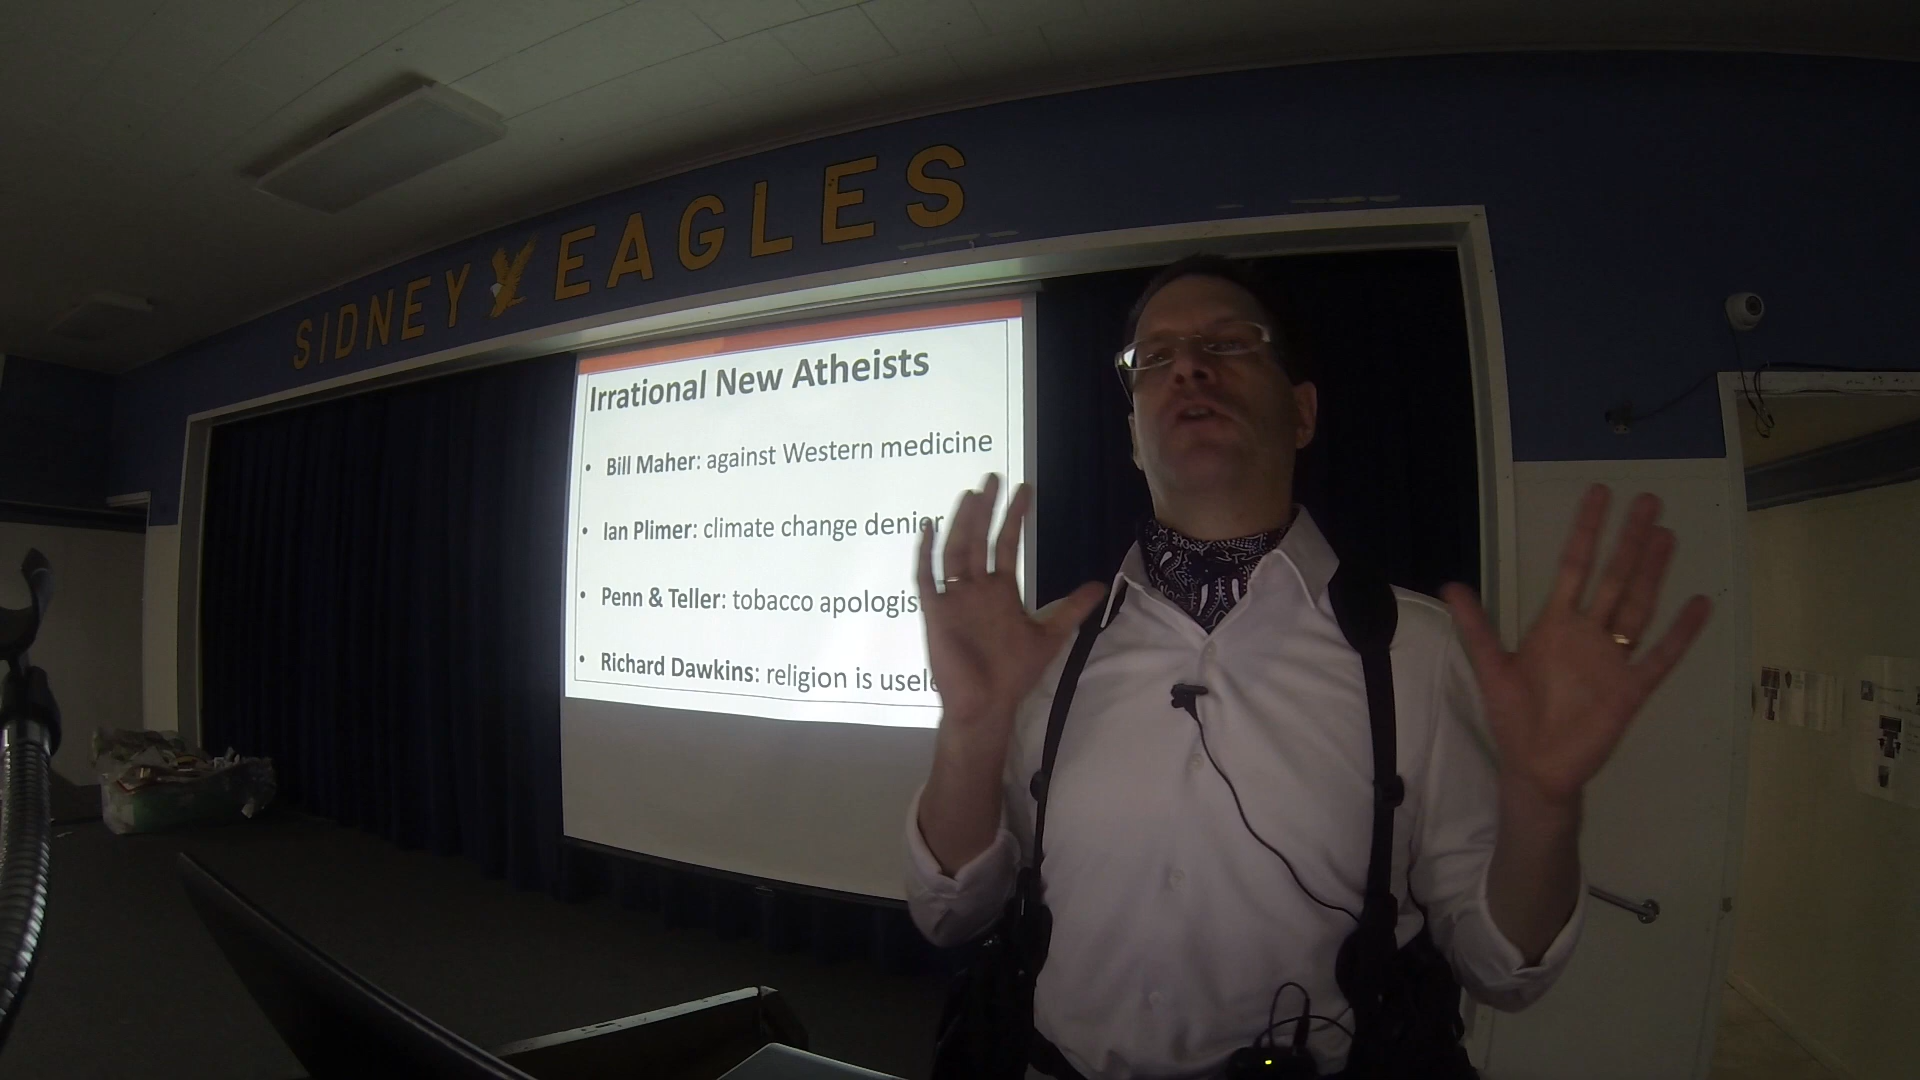 SIDNEY EAGLES
Irrational New Atheists
• Bill Maher: against Western medicine
• Ian Plimer: climate change denier
• Penn & Teller: tobacco apologist
• Richard Dawkins: religion is